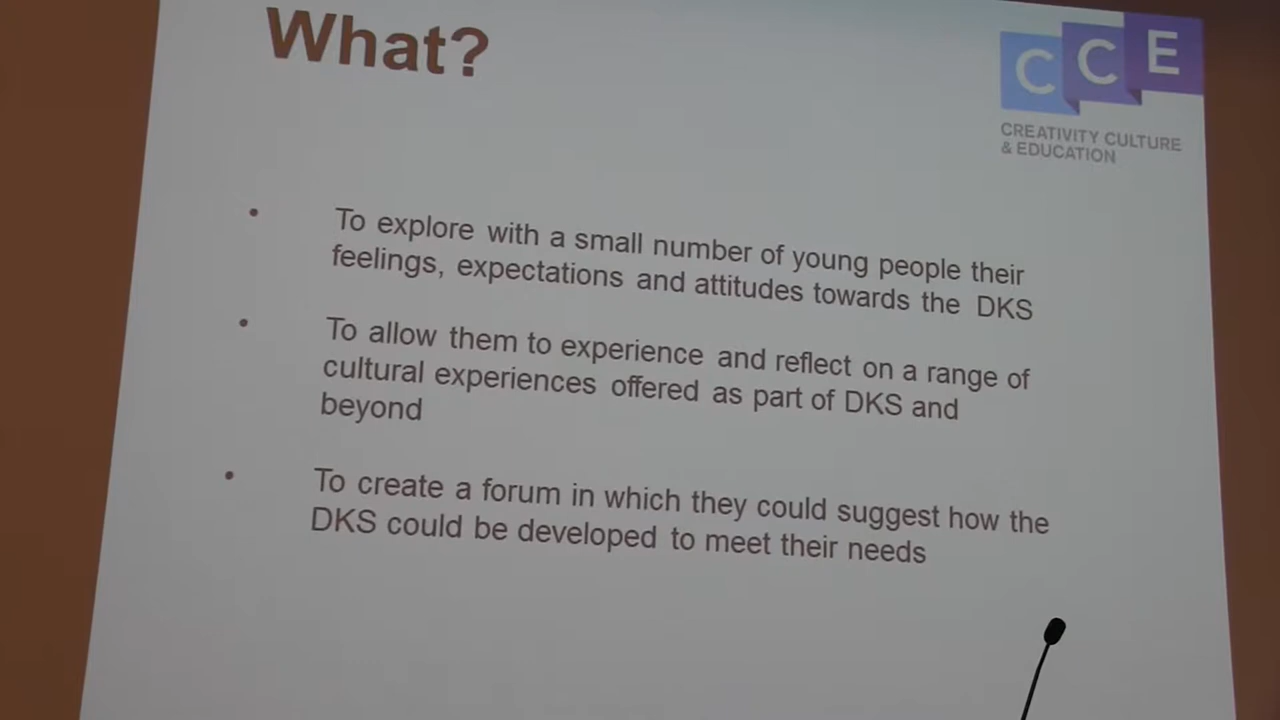 What?
CCE
CREATIVITY CULTURE
& EDUCATION
• To explore with a small number of young people their
feelings, expectations and attitudes towards the DKS
• To allow them to experience and reflect on a range of
cultural experiences offered as part of DKS and
beyond
• To create a forum in which they could suggest how the
DKS could be developed to meet their needs